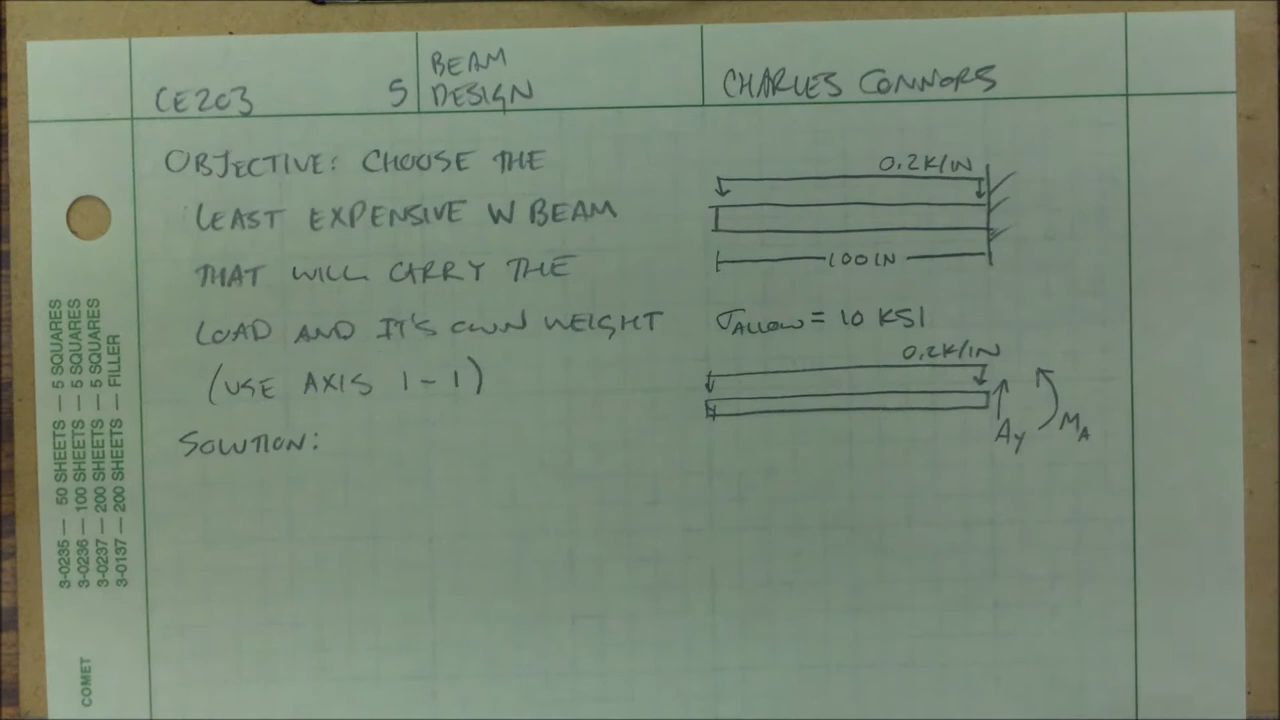 CE203
5
BEAM
DESIGN
CHARLES CONNORS
OBJECTIVE: CHOOSE THE
LEAST EXPENSIVE W BEAM
THAT WILL CARRY THE
LOAD AND IT'S OWN WEIGHT
(USE AXIS 1-1)
SOLUTION:
0.2K/IN
100IN
σALLOW = 10 KSI
0.2K/IN
Ay
MA
3-0235 — 50 SHEETS — 5 SQUARES
3-0236 — 100 SHEETS — 5 SQUARES
3-0237 — 200 SHEETS — 5 SQUARES
3-0137 — 200 SHEETS — FILLER
COMET